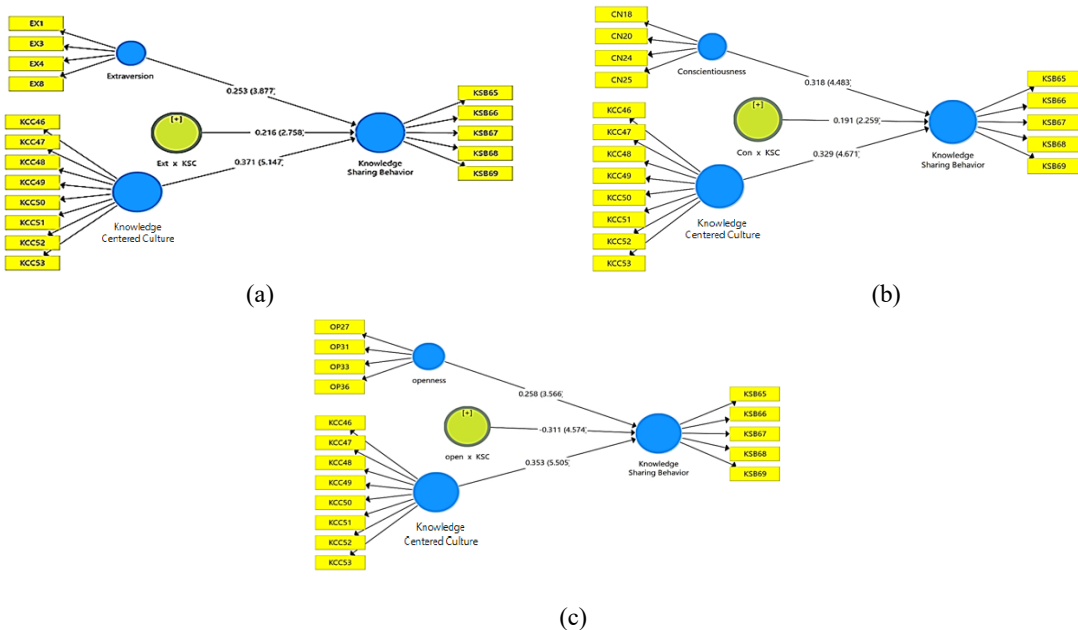 EX1
EX3
EX4
EX8
Extraversion
0.253 (3.877)
[+]
Ext x KSC
0.216 (2.758)
0.371 (5.147)
KCC46
KCC47
KCC48
KCC49
KCC50
KCC51
KCC52
KCC53
Knowledge
Centered Culture
Knowledge
Sharing Behavior
KSB65
KSB66
KSB67
KSB68
KSB69
(a)
CN18
CN20
CN24
CN25
Conscientiousness
0.318 (4.483)
[+]
Con x KSC
0.191 (2.259)
0.329 (4.671)
KCC46
KCC47
KCC48
KCC49
KCC50
KCC51
KCC52
KCC53
Knowledge
Centered Culture
Knowledge
Sharing Behavior
KSB65
KSB66
KSB67
KSB68
KSB69
(b)
OP27
OP31
OP33
OP36
openness
0.258 (3.566)
[+]
open x KSC
-0.311 (4.574)
0.353 (5.505)
KCC46
KCC47
KCC48
KCC49
KCC50
KCC51
KCC52
KCC53
Knowledge
Centered Culture
Knowledge
Sharing Behavior
KSB65
KSB66
KSB67
KSB68
KSB69
(c)